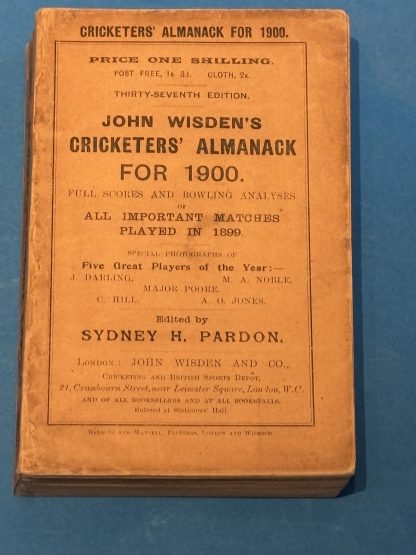 CRICKETERS' ALMANACK FOR 1900.
PRICE ONE SHILLING.
POST FREE, 1s 3d. CLOTH, 2s.
THIRTY-SEVENTH EDITION.
JOHN WISDEN'S
CRICKETERS' ALMANACK
FOR 1900.
FULL SCORES AND BOWLING ANALYSES
OF
ALL IMPORTANT MATCHES
PLAYED IN 1899.
SPECIAL PHOTOGRAPHS OF
Five Great Players of the Year:—
J. DARLING, M. A. NOBLE,
MAJOR POORE,
C. HILL, A. O. JONES.
Edited by
SYDNEY H. PARDON.
LONDON: JOHN WISDEN AND CO.,
CRICKETING AND BRITISH SPORTS DEPÔT,
21, Cranbourn Street, near Leicester Square, London, W.C.
AND OF ALL BOOKSELLERS AND AT ALL BOOKSTALLS.
Entered at Stationers' Hall.
PRINTERS, LONDON AND